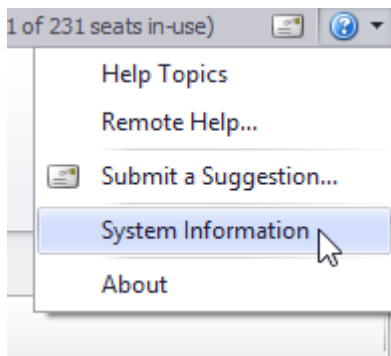 1 of 231 seats in-use)
Help Topics
Remote Help...
Submit a Suggestion...
System Information
About